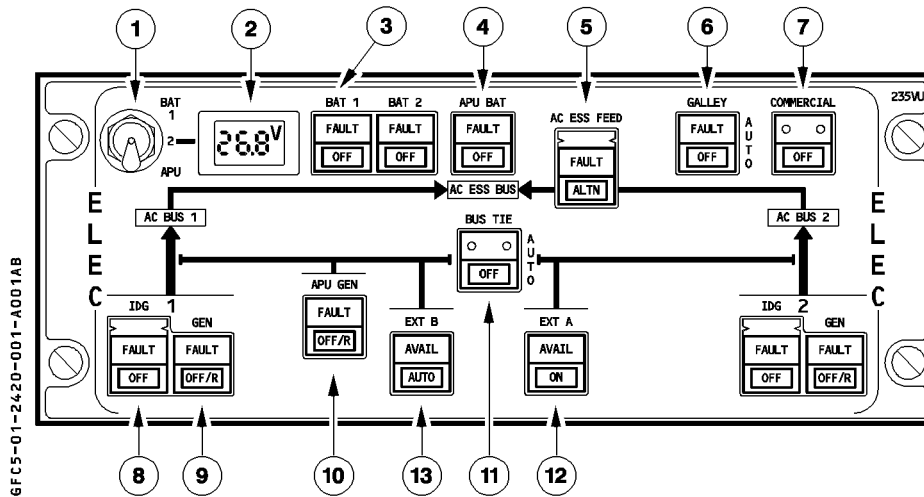 1 2 3 4 5 6 7
235VU
BAT 1 2 APU
26.8V
BAT 1 FAULT OFF
BAT 2 FAULT OFF
APU BAT FAULT OFF
AC ESS FEED FAULT ALTN
GALLEY FAULT OFF AUTO
COMMERCIAL OFF
AC ESS BUS
AC BUS 1
AC BUS 2
BUS TIE OFF AUTO
ELEC
ELEC
IDG 1 GEN
FAULT FAULT
OFF OFF/R
APU GEN FAULT OFF/R
EXT B AVAIL AUTO
EXT A AVAIL ON
IDG 2 GEN
FAULT FAULT
OFF OFF/R
8 9 10 13 11 12
GFC5-01-2420-001-A001AB